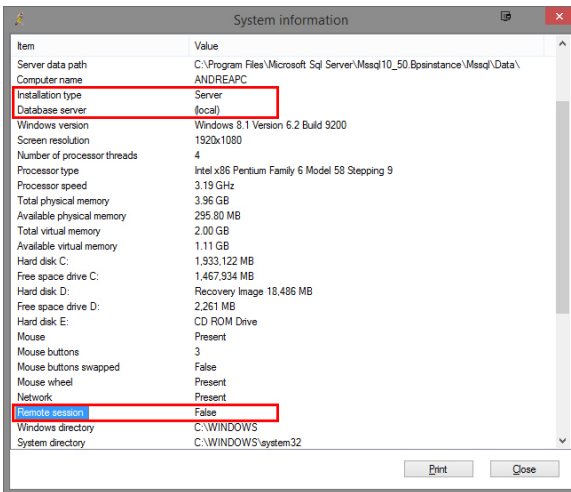 System information
Item Value
Server data path C:\Program Files\Microsoft Sql Server\Mssql10_50.Bpsinstance\Mssql\Data\
Computer name ANDREAPC
Installation type Server
Database server (local)
Windows version Windows 8.1 Version 6.2 Build 9200
Screen resolution 1920x1080
Number of processor threads 4
Processor type Intel x86 Pentium Family 6 Model 58 Stepping 9
Processor speed 3.19 GHz
Total physical memory 3.96 GB
Available physical memory 295.80 MB
Total virtual memory 2.00 GB
Available virtual memory 1.11 GB
Hard disk C: 1,933,122 MB
Free space drive C: 1,467,934 MB
Hard disk D: Recovery Image 18,486 MB
Free space drive D: 2,261 MB
Hard disk E: CD ROM Drive
Mouse Present
Mouse buttons 3
Mouse buttons swapped False
Mouse wheel Present
Network Present
Remote session False
Windows directory C:\WINDOWS
System directory C:\WINDOWS\system32
Print Close